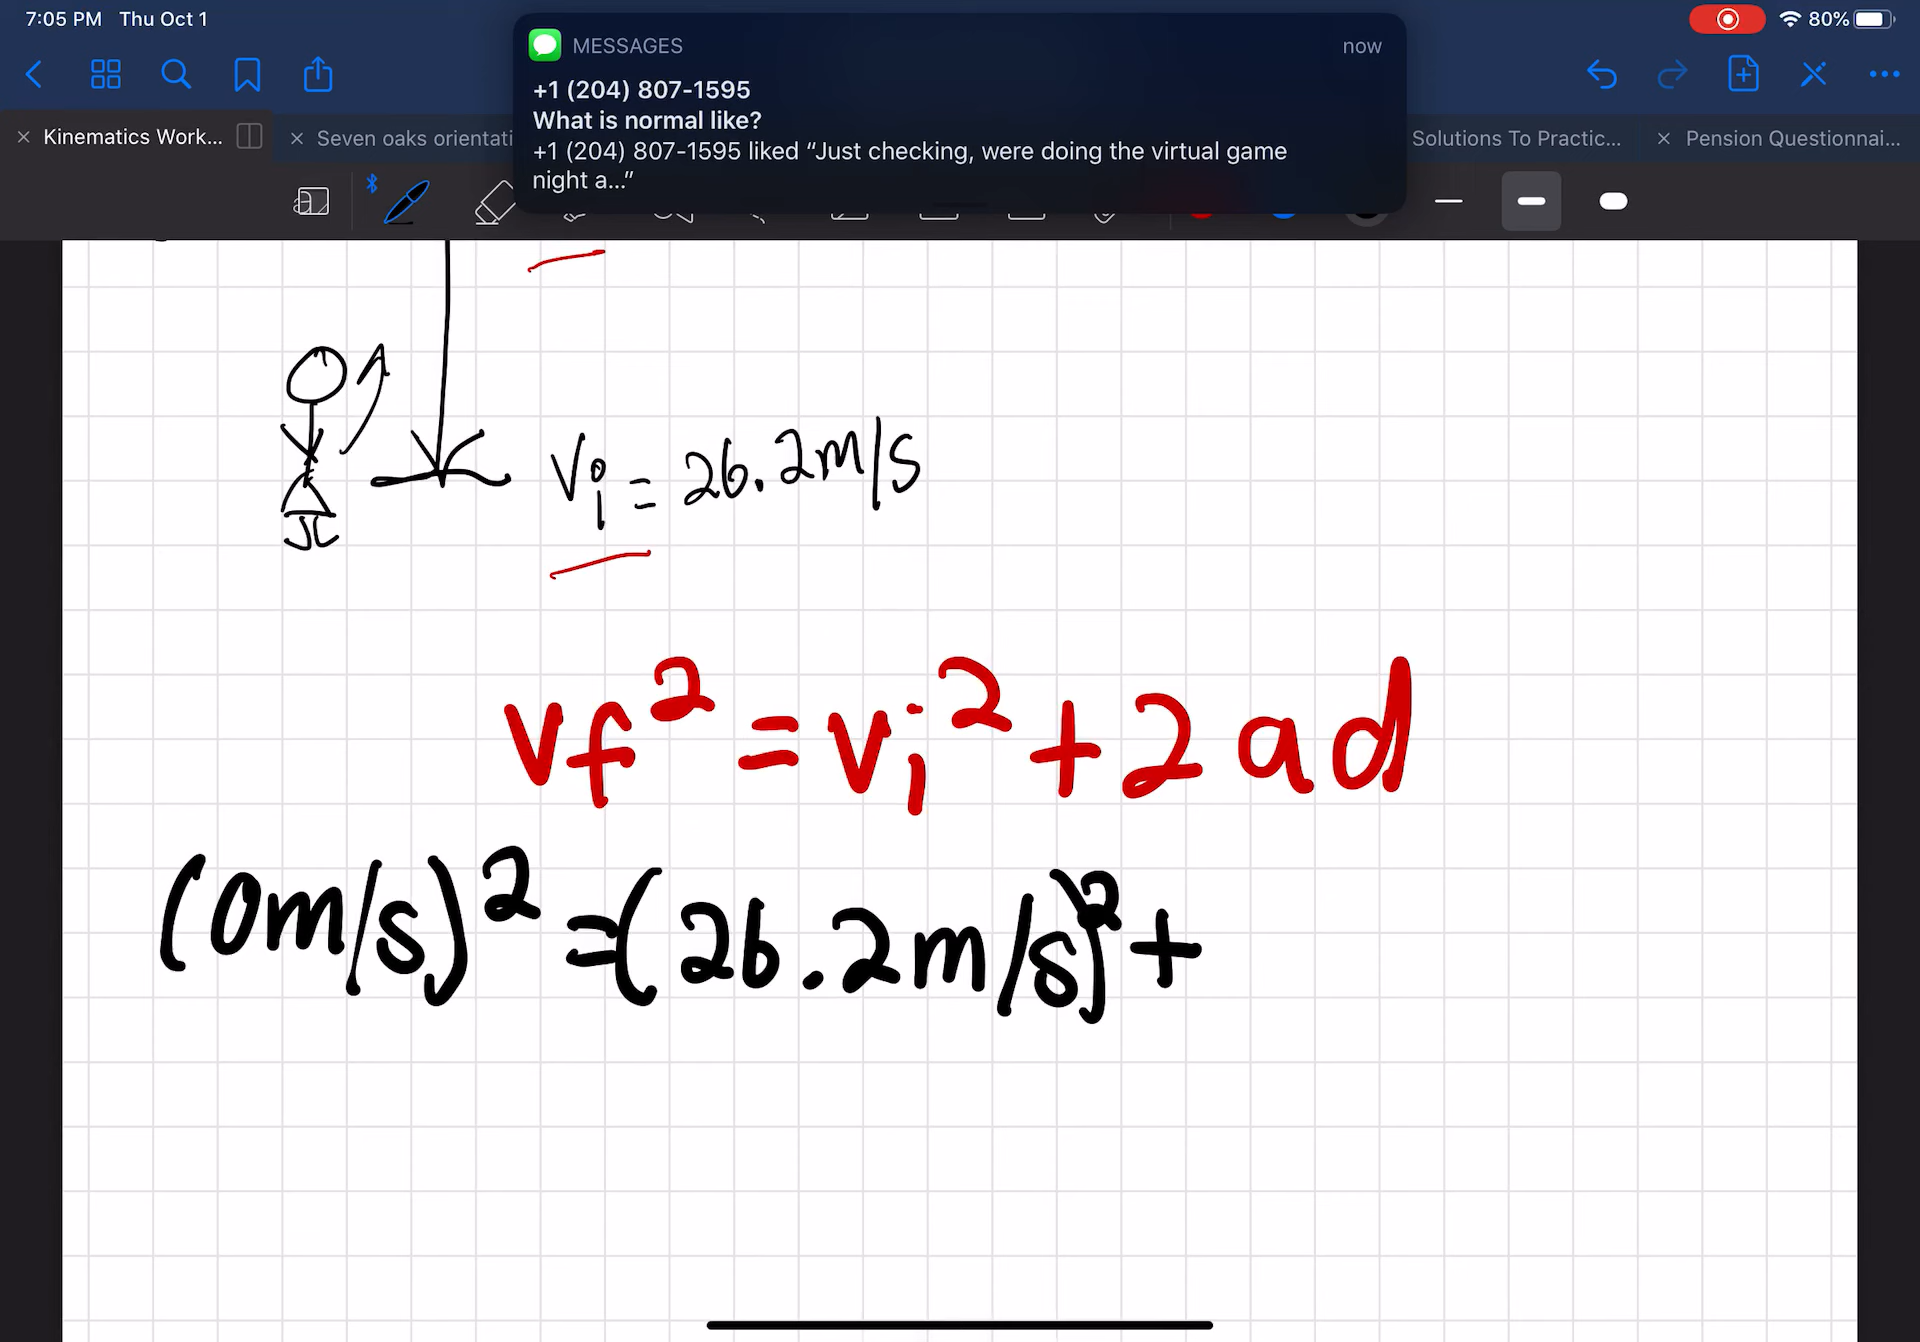 7:05 PM Thu Oct 1
80%
MESSAGES
now
+1 (204) 807-1595
What is normal like?
+1 (204) 807-1595 liked “Just checking, were doing the virtual game
night a...”
Kinematics Work...
Seven oaks orientati
Solutions To Practic...
Pension Questionnai...
vi = 26.2m/s
vf² = vi² + 2ad
(0m/s)² = (26.2m/s)² +